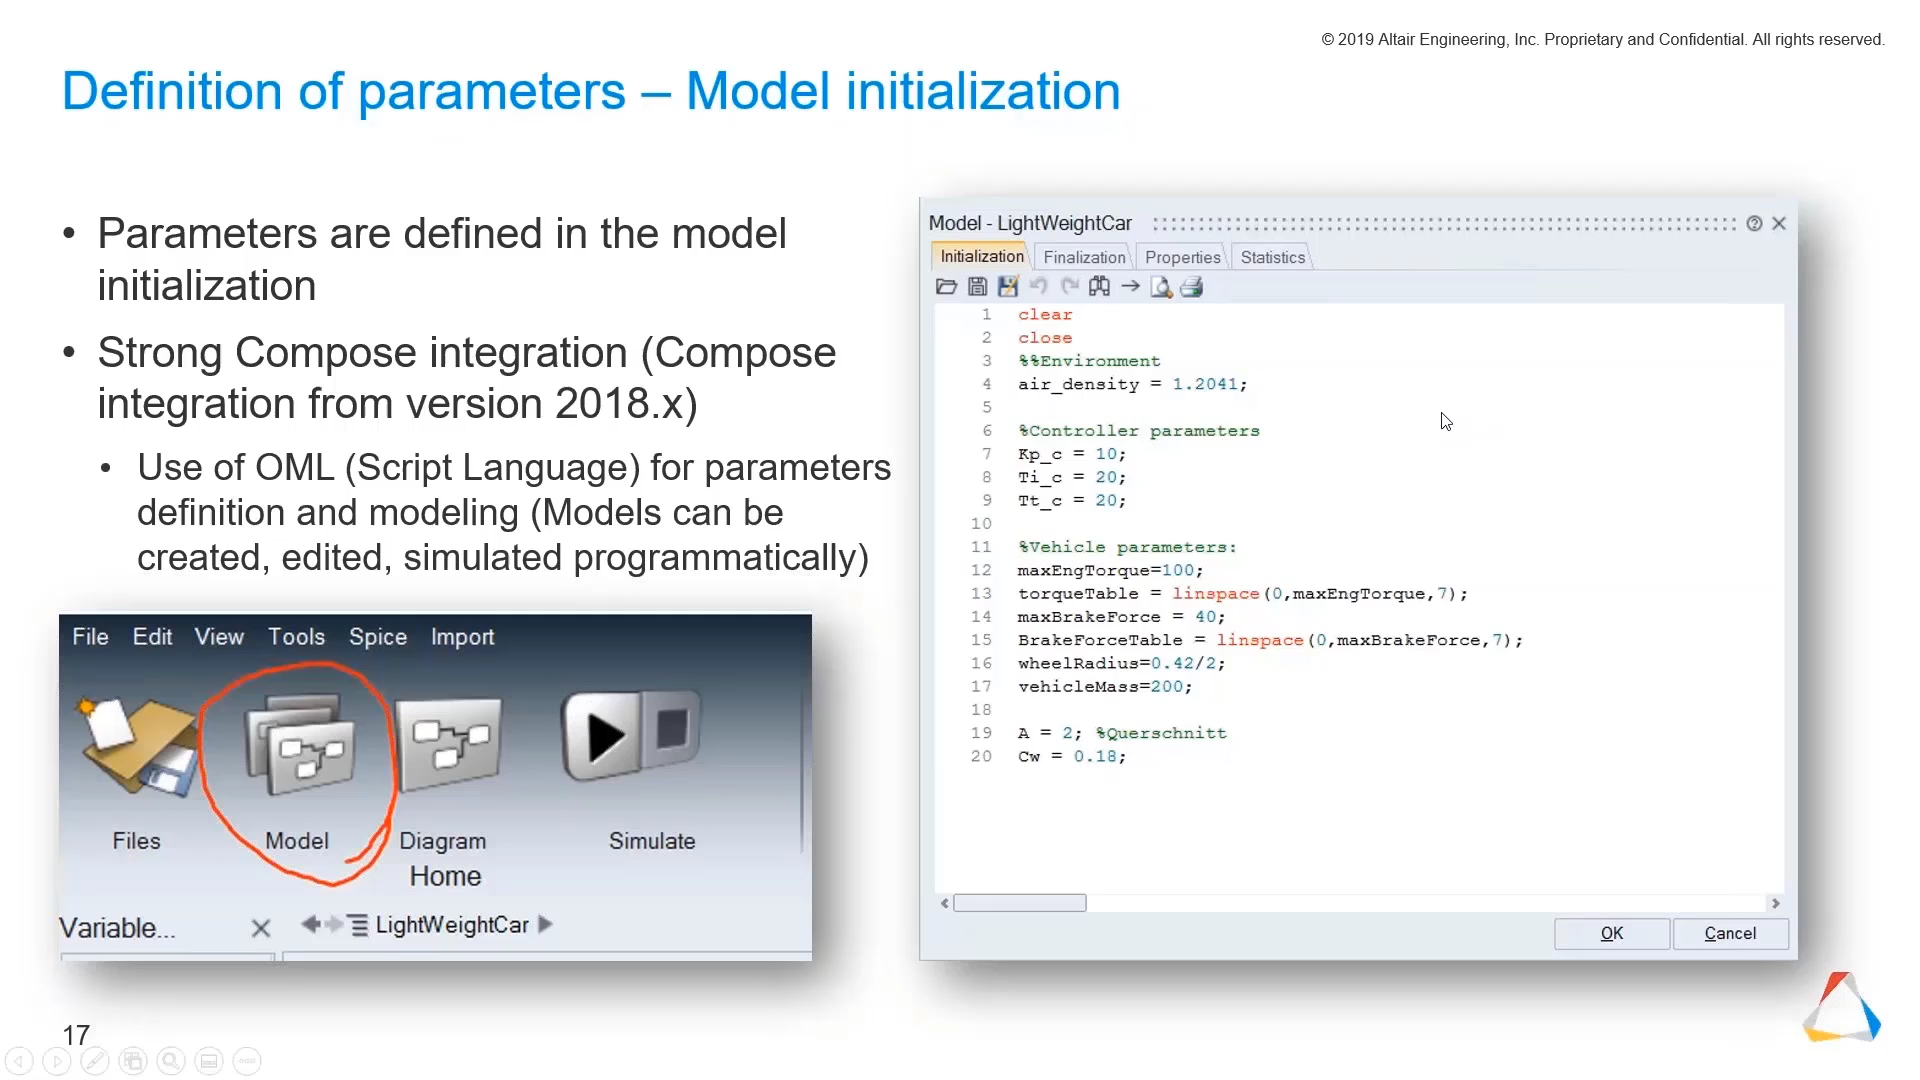 © 2019 Altair Engineering, Inc. Proprietary and Confidential. All rights reserved.
Definition of parameters – Model initialization
• Parameters are defined in the model
initialization
• Strong Compose integration (Compose
integration from version 2018.x)
• Use of OML (Script Language) for parameters
definition and modeling (Models can be
created, edited, simulated programmatically)
File Edit View Tools Spice Import
Files Model Diagram Simulate
Home
Variable... LightWeightCar
Model - LightWeightCar
Initialization Finalization Properties Statistics
1 clear
2 close
3 %%Environment
4 air_density = 1.2041;
5
6 %Controller parameters
7 Kp_c = 10;
8 Ti_c = 20;
9 Tt_c = 20;
10
11 %Vehicle parameters:
12 maxEngTorque=100;
13 torqueTable = linspace(0,maxEngTorque,7);
14 maxBrakeForce = 40;
15 BrakeForceTable = linspace(0,maxBrakeForce,7);
16 wheelRadius=0.42/2;
17 vehicleMass=200;
18
19 A = 2; %Querschnitt
20 Cw = 0.18;
OK Cancel
17